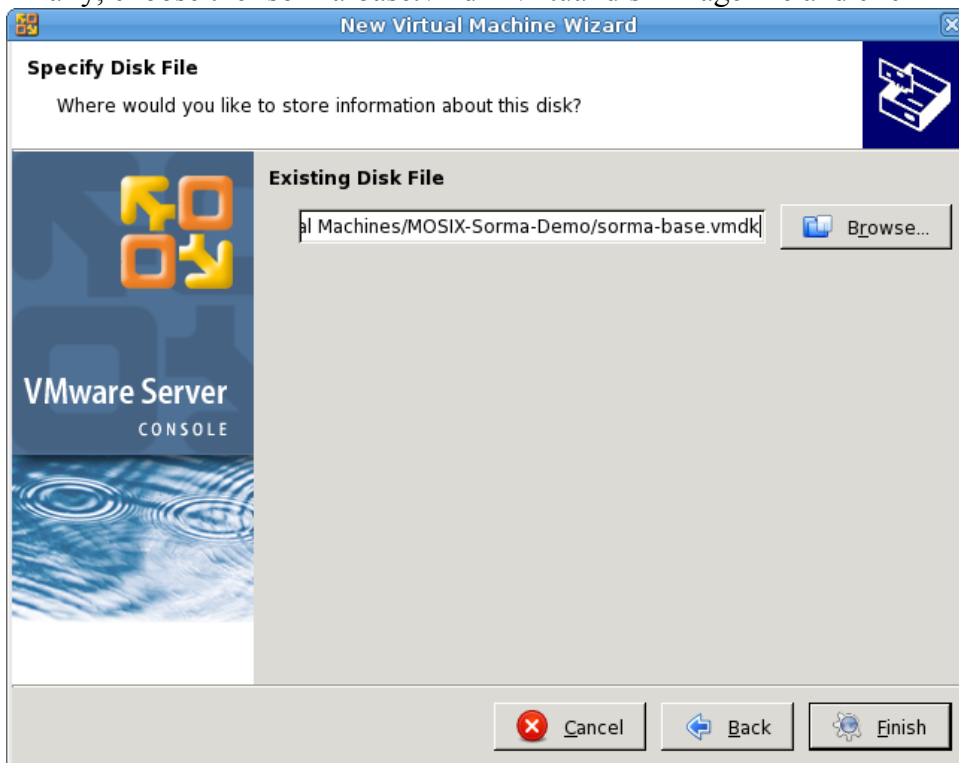 New Virtual Machine Wizard
Specify Disk File
Where would you like to store information about this disk?
Existing Disk File
al Machines/MOSIX-Sorma-Demo/sorma-base.vmdk
Browse...
VMware Server
CONSOLE
Cancel
Back
Finish